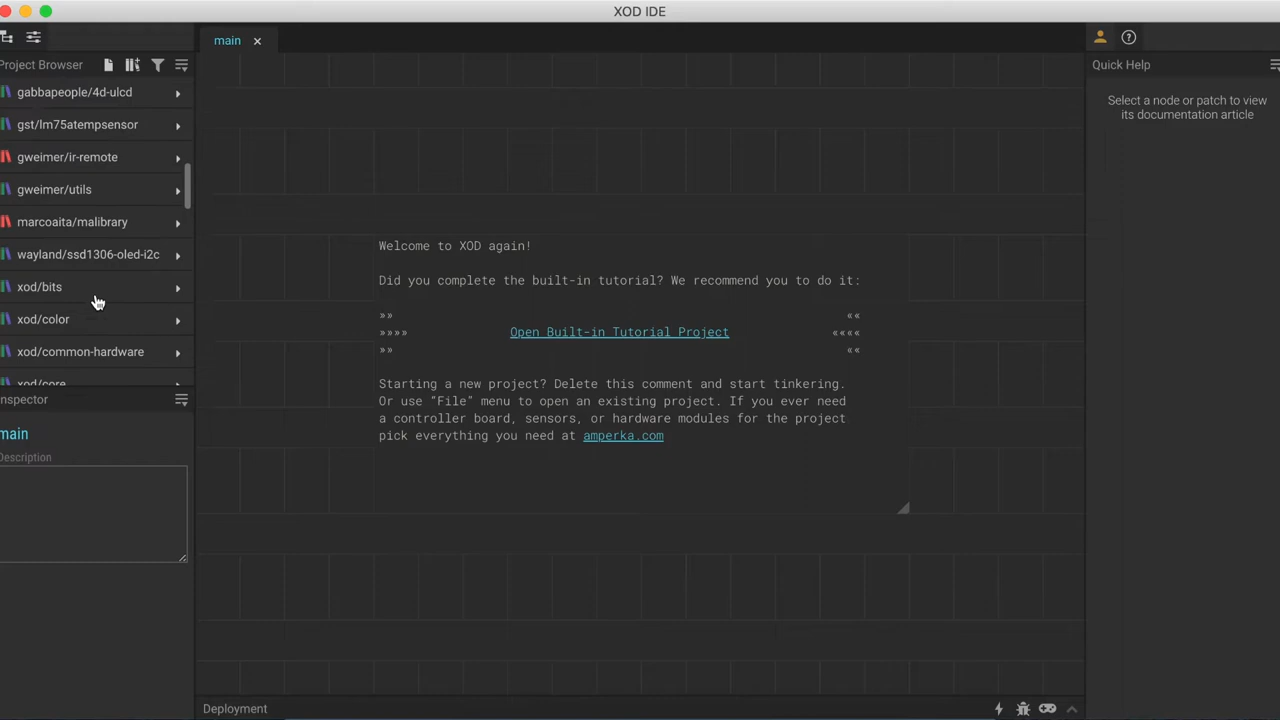 XOD IDE
main
Project Browser
gabbapeople/4d-ulcd
gst/lm75atempsensor
gweimer/ir-remote
gweimer/utils
marcoaita/malibrary
wayland/ssd1306-oled-i2c
xod/bits
xod/color
xod/common-hardware
xod/core
Inspector
main
Description
Welcome to XOD again!
Did you complete the built-in tutorial? We recommend you to do it:
»» ««
»»»» Open Built-in Tutorial Project ««««
»» ««
Starting a new project? Delete this comment and start tinkering.
Or use "File" menu to open an existing project. If you ever need
a controller board, sensors, or hardware modules for the project
pick everything you need at amperka.com
Deployment
Quick Help
Select a node or patch to view
its documentation article